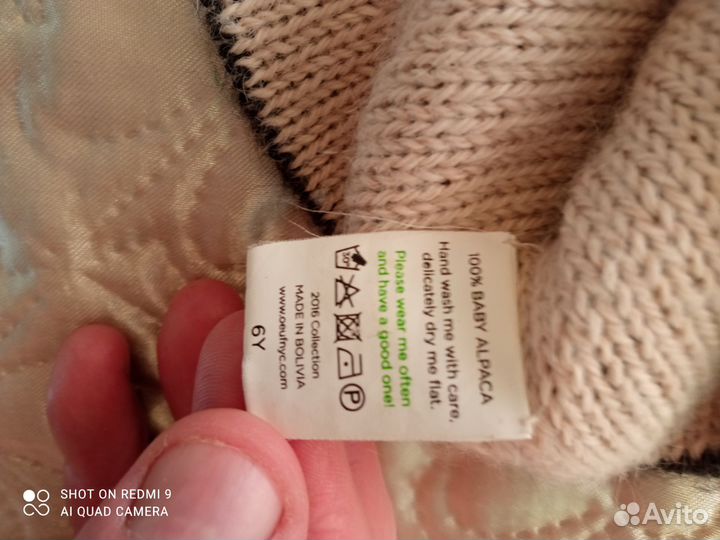 100% BABY ALPACA
Hand wash me with care,
delicately dry me flat.
Please wear me often
and have a good one!
30°
P
2016 Collection
MADE IN BOLIVIA
www.oeufnyc.com
6Y
SHOT ON REDMI 9
AI QUAD CAMERA
Avito